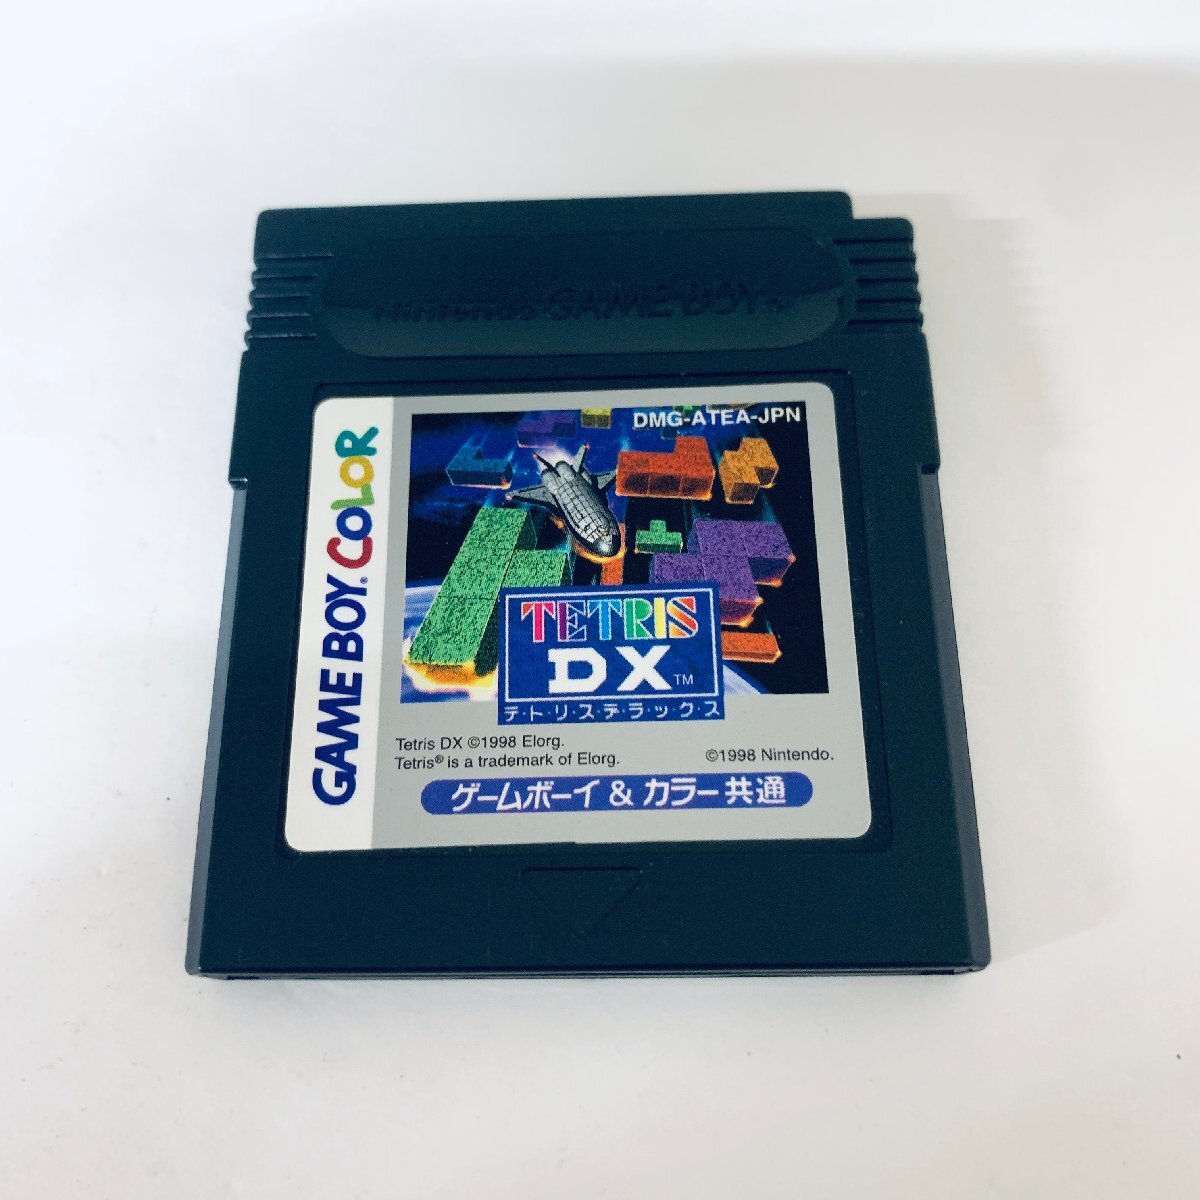 Nintendo GAME BOY TM
GAME BOY® COLOR
DMG-ATEA-JPN
TETRIS
DX™
テ・ト・リ・ス・デ・ラ・ッ・ク・ス
Tetris DX ©1998 Elorg.
Tetris® is a trademark of Elorg.
©1998 Nintendo.
ゲームボーイ & カラー共通